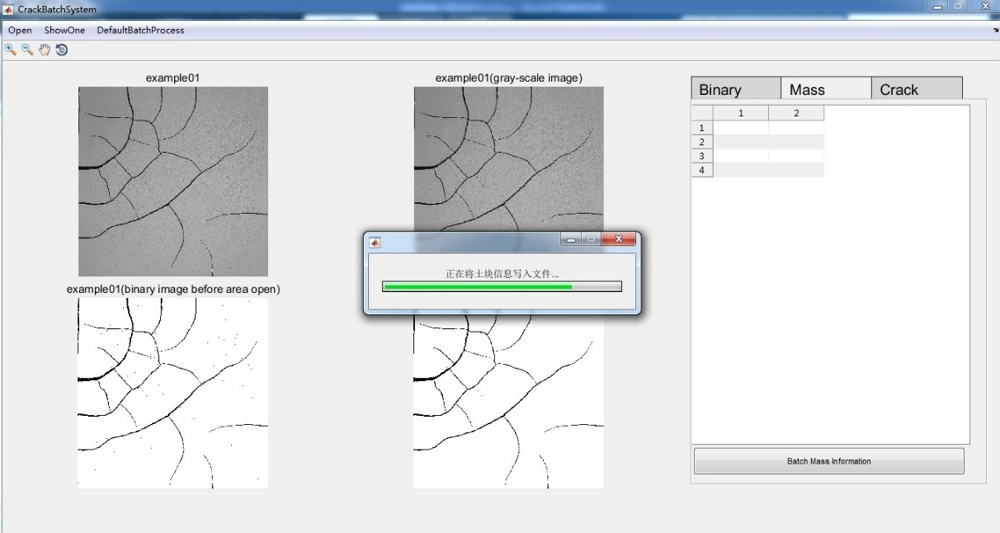 CrackBatchSystem
Open ShowOne DefaultBatchProcess
example01
example01(gray-scale image)
Binary Mass Crack
1 2
1
2
3
4
正在将土块信息写入文件...
example01(binary image before area open)
Batch Mass Information